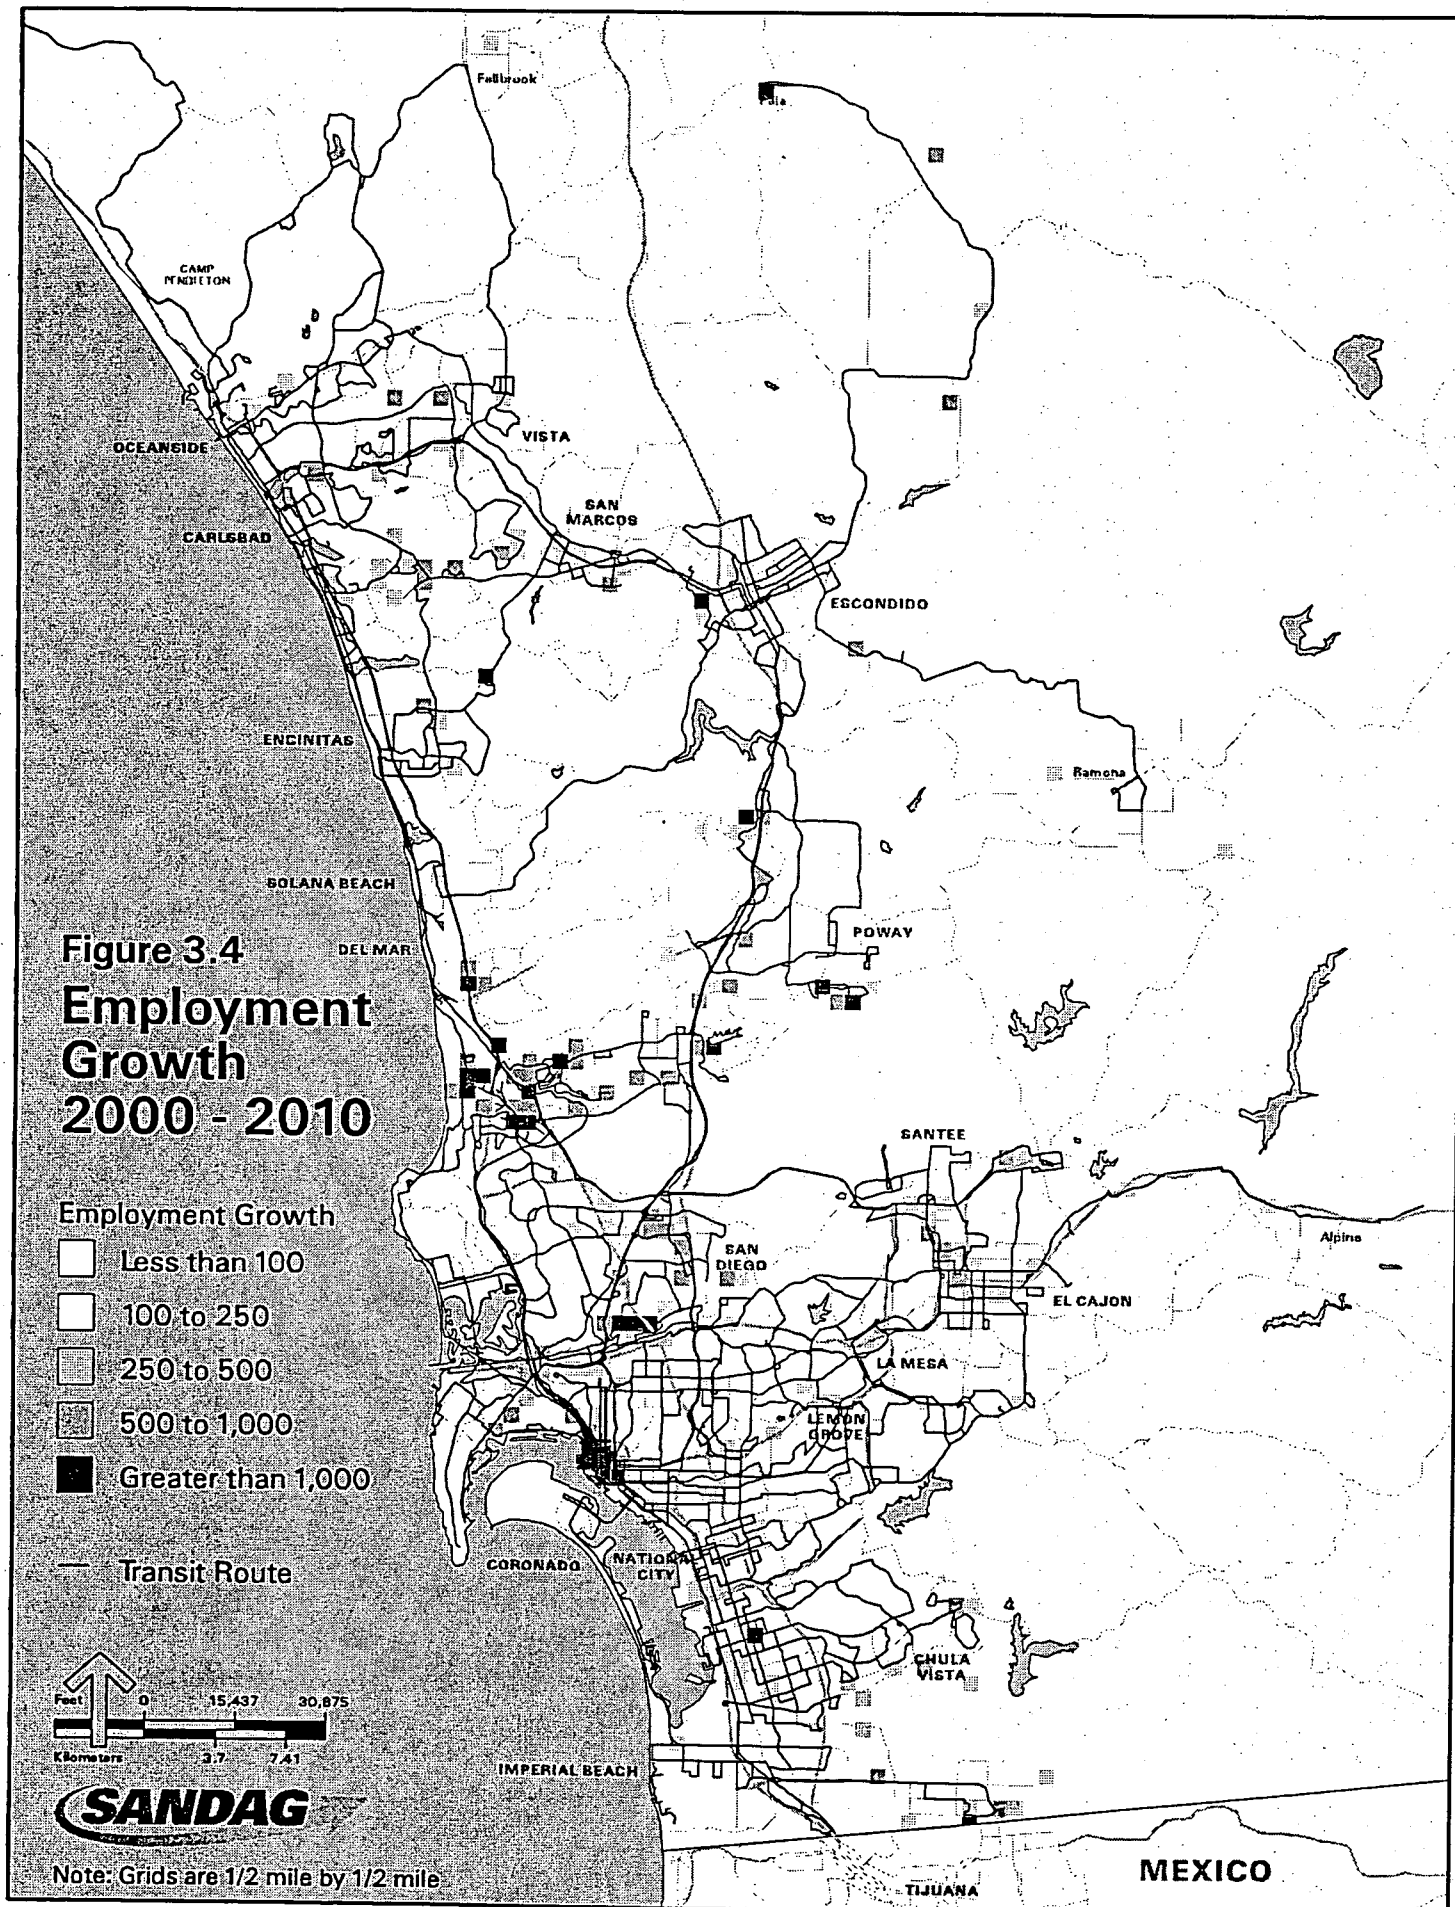 Fallbrook
Pala
CAMP
PENDLETON
OCEANSIDE
VISTA
SAN
MARCOS
CARLSBAD
ESCONDIDO
ENCINITAS
Ramona
SOLANA BEACH
DEL MAR
POWAY
Figure 3.4
Employment
Growth
2000 - 2010
SANTEE
Employment Growth
Less than 100
100 to 250
250 to 500
500 to 1,000
Greater than 1,000
Transit Route
SAN
DIEGO
Alpine
EL CAJON
LA MESA
LEMON
GROVE
CORONADO
NATIONAL
CITY
CHULA
VISTA
Feet 0 15,437 30,875
Kilometers 3.7 7.41
IMPERIAL BEACH
SANDAG
Note: Grids are 1/2 mile by 1/2 mile
MEXICO
TIJUANA